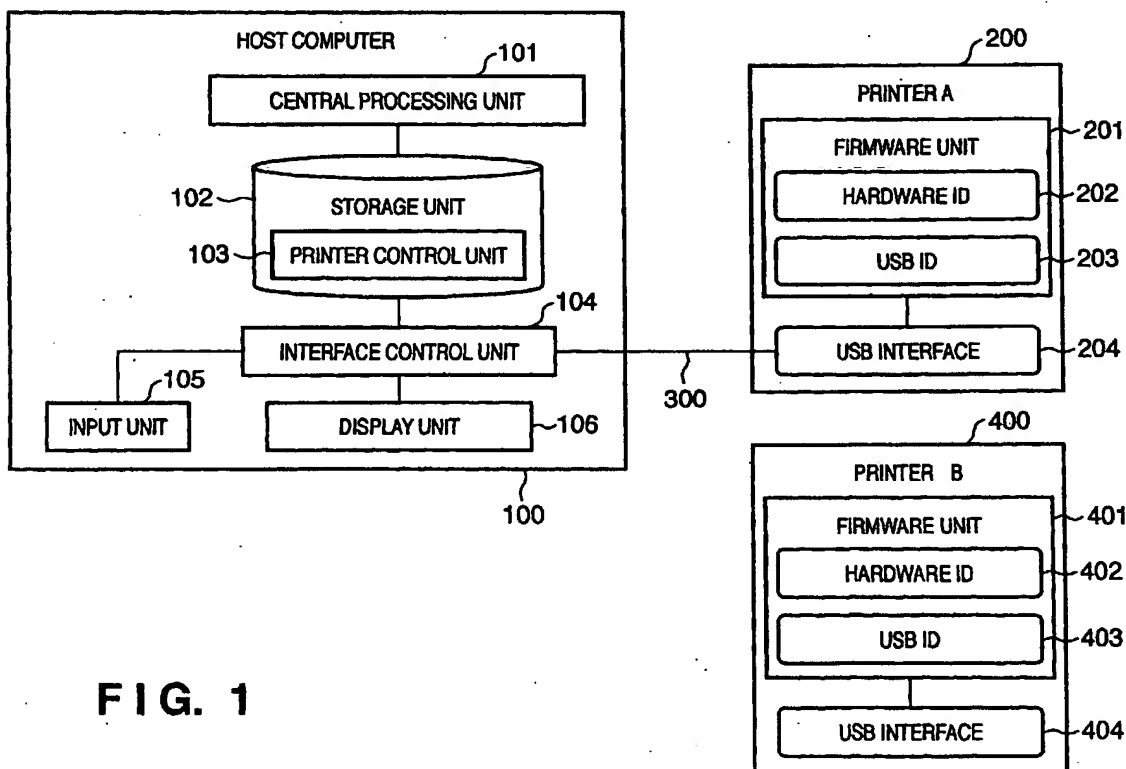 HOST COMPUTER
101
CENTRAL PROCESSING UNIT
102
STORAGE UNIT
103
PRINTER CONTROL UNIT
104
INTERFACE CONTROL UNIT
105
INPUT UNIT
DISPLAY UNIT
106
100
300
200
PRINTER A
201
FIRMWARE UNIT
HARDWARE ID
202
USB ID
203
USB INTERFACE
204
400
PRINTER B
401
FIRMWARE UNIT
HARDWARE ID
402
USB ID
403
USB INTERFACE
404
FIG. 1